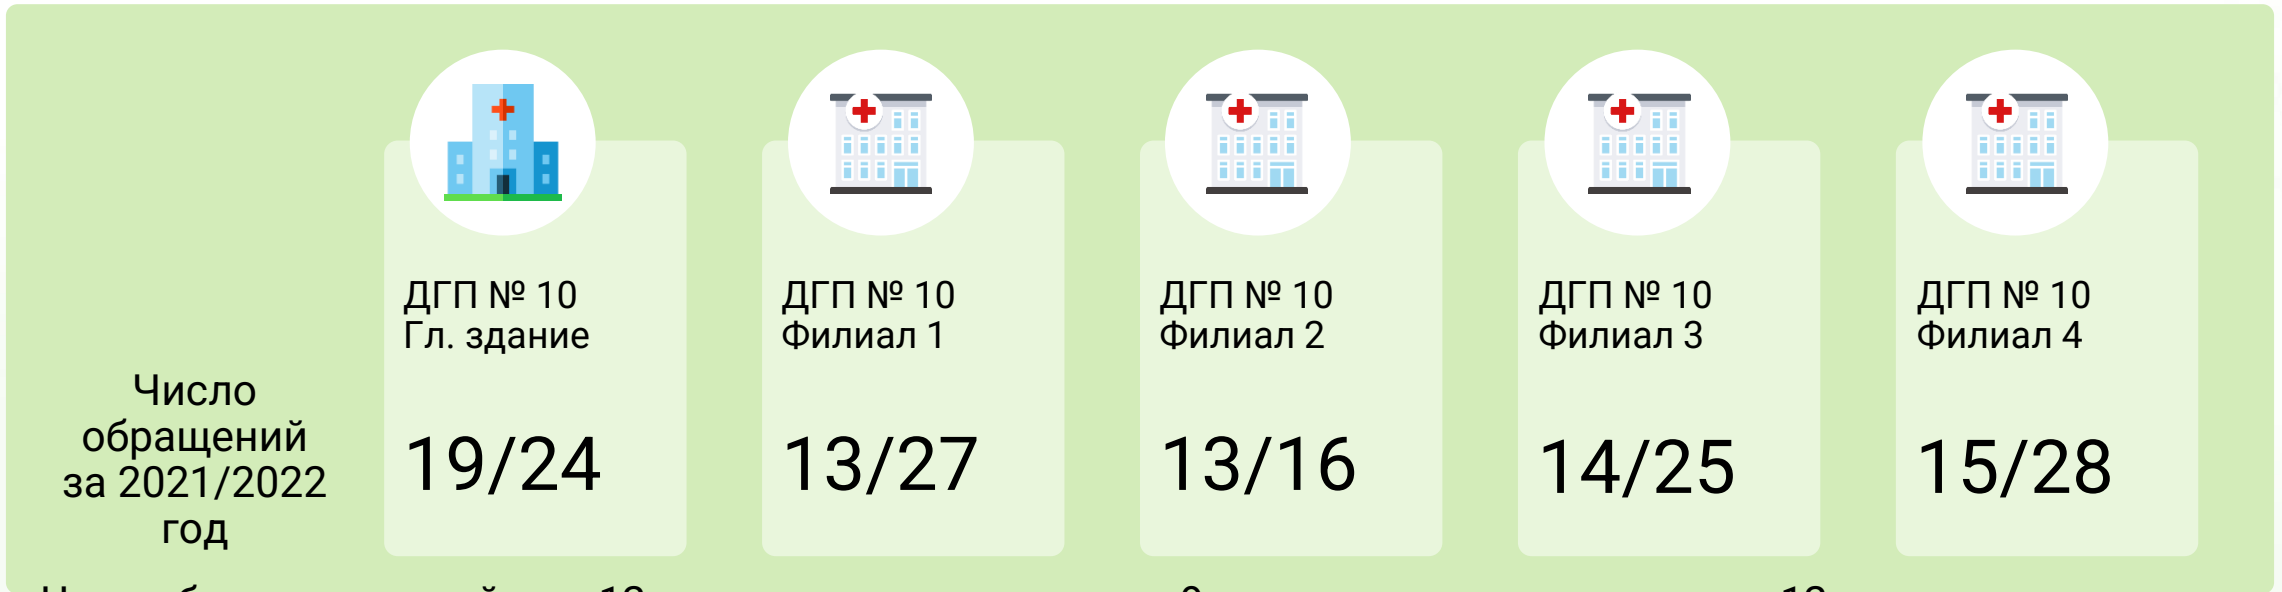 ДГП № 10
Гл. здание
ДГП № 10
Филиал 1
ДГП № 10
Филиал 2
ДГП № 10
Филиал 3
ДГП № 10
Филиал 4
Число
обращений
за 2021/2022
год
19/24
13/27
13/16
14/25
15/28